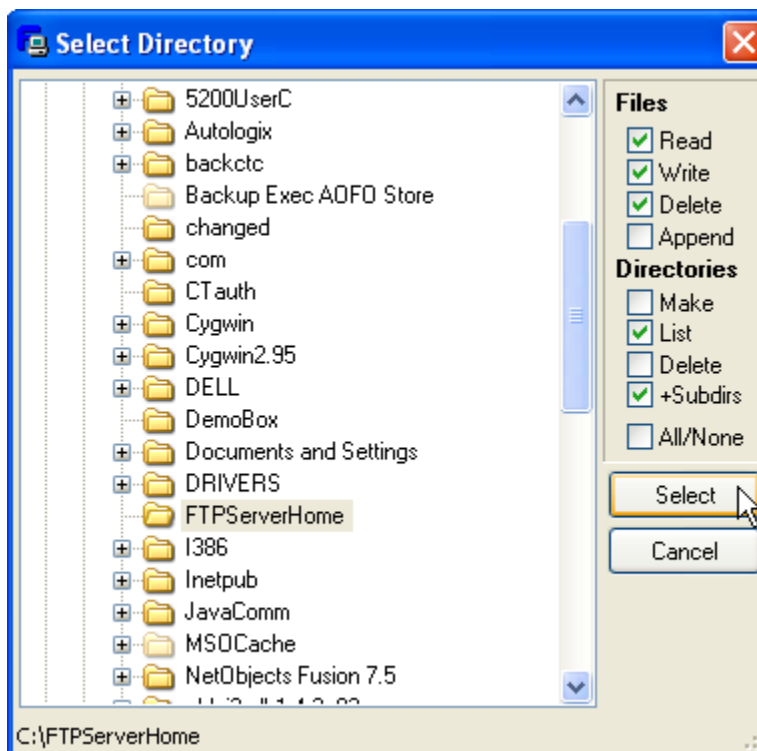 Select Directory
5200UserC
Autologix
backctc
Backup Exec AOFO Store
changed
com
CTauth
Cygwin
Cygwin2.95
DELL
DemoBox
Documents and Settings
DRIVERS
FTPServerHome
I386
Inetpub
JavaComm
MSOCache
NetObjects Fusion 7.5
Files
Read
Write
Delete
Append
Directories
Make
List
Delete
+Subdirs
All/None
Select
Cancel
C:\FTPServerHome